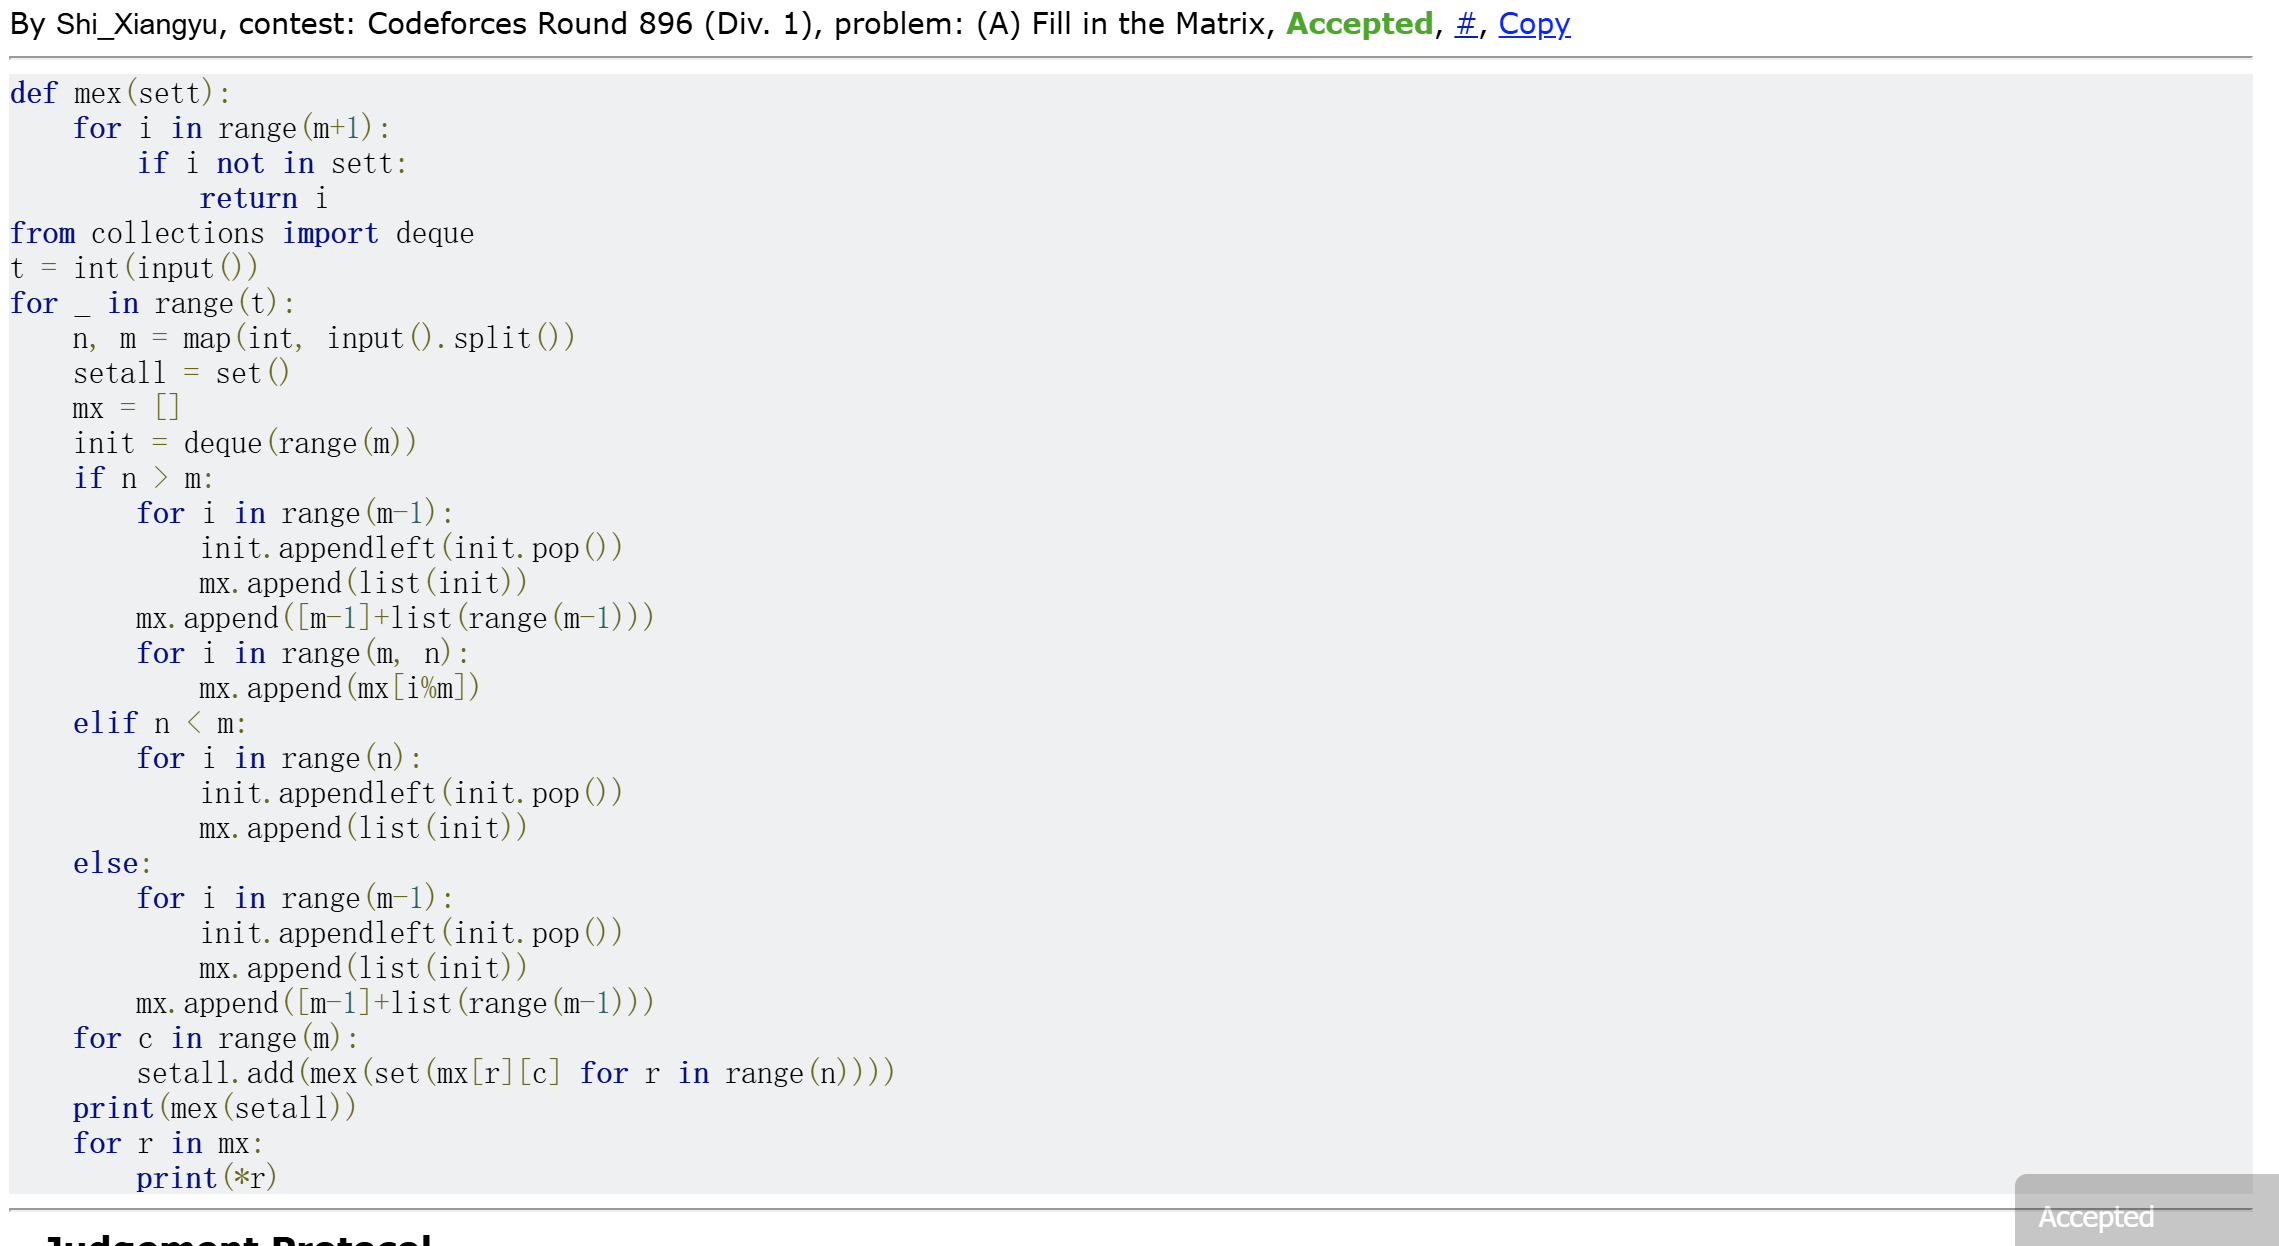 By Shi_Xiangyu, contest: Codeforces Round 896 (Div. 1), problem: (A) Fill in the Matrix, Accepted, #, Copy
def mex(sett):
    for i in range(m+1):
        if i not in sett:
            return i
from collections import deque
t = int(input())
for _ in range(t):
    n, m = map(int, input().split())
    setall = set()
    mx = []
    init = deque(range(m))
    if n > m:
        for i in range(m-1):
            init.appendleft(init.pop())
            mx.append(list(init))
        mx.append([m-1]+list(range(m-1)))
        for i in range(m, n):
            mx.append(mx[i%m])
    elif n < m:
        for i in range(n):
            init.appendleft(init.pop())
            mx.append(list(init))
    else:
        for i in range(m-1):
            init.appendleft(init.pop())
            mx.append(list(init))
        mx.append([m-1]+list(range(m-1)))
    for c in range(m):
        setall.add(mex(set(mx[r][c] for r in range(n))))
    print(mex(setall))
    for r in mx:
        print(*r)
Accepted
Judgement Protocol